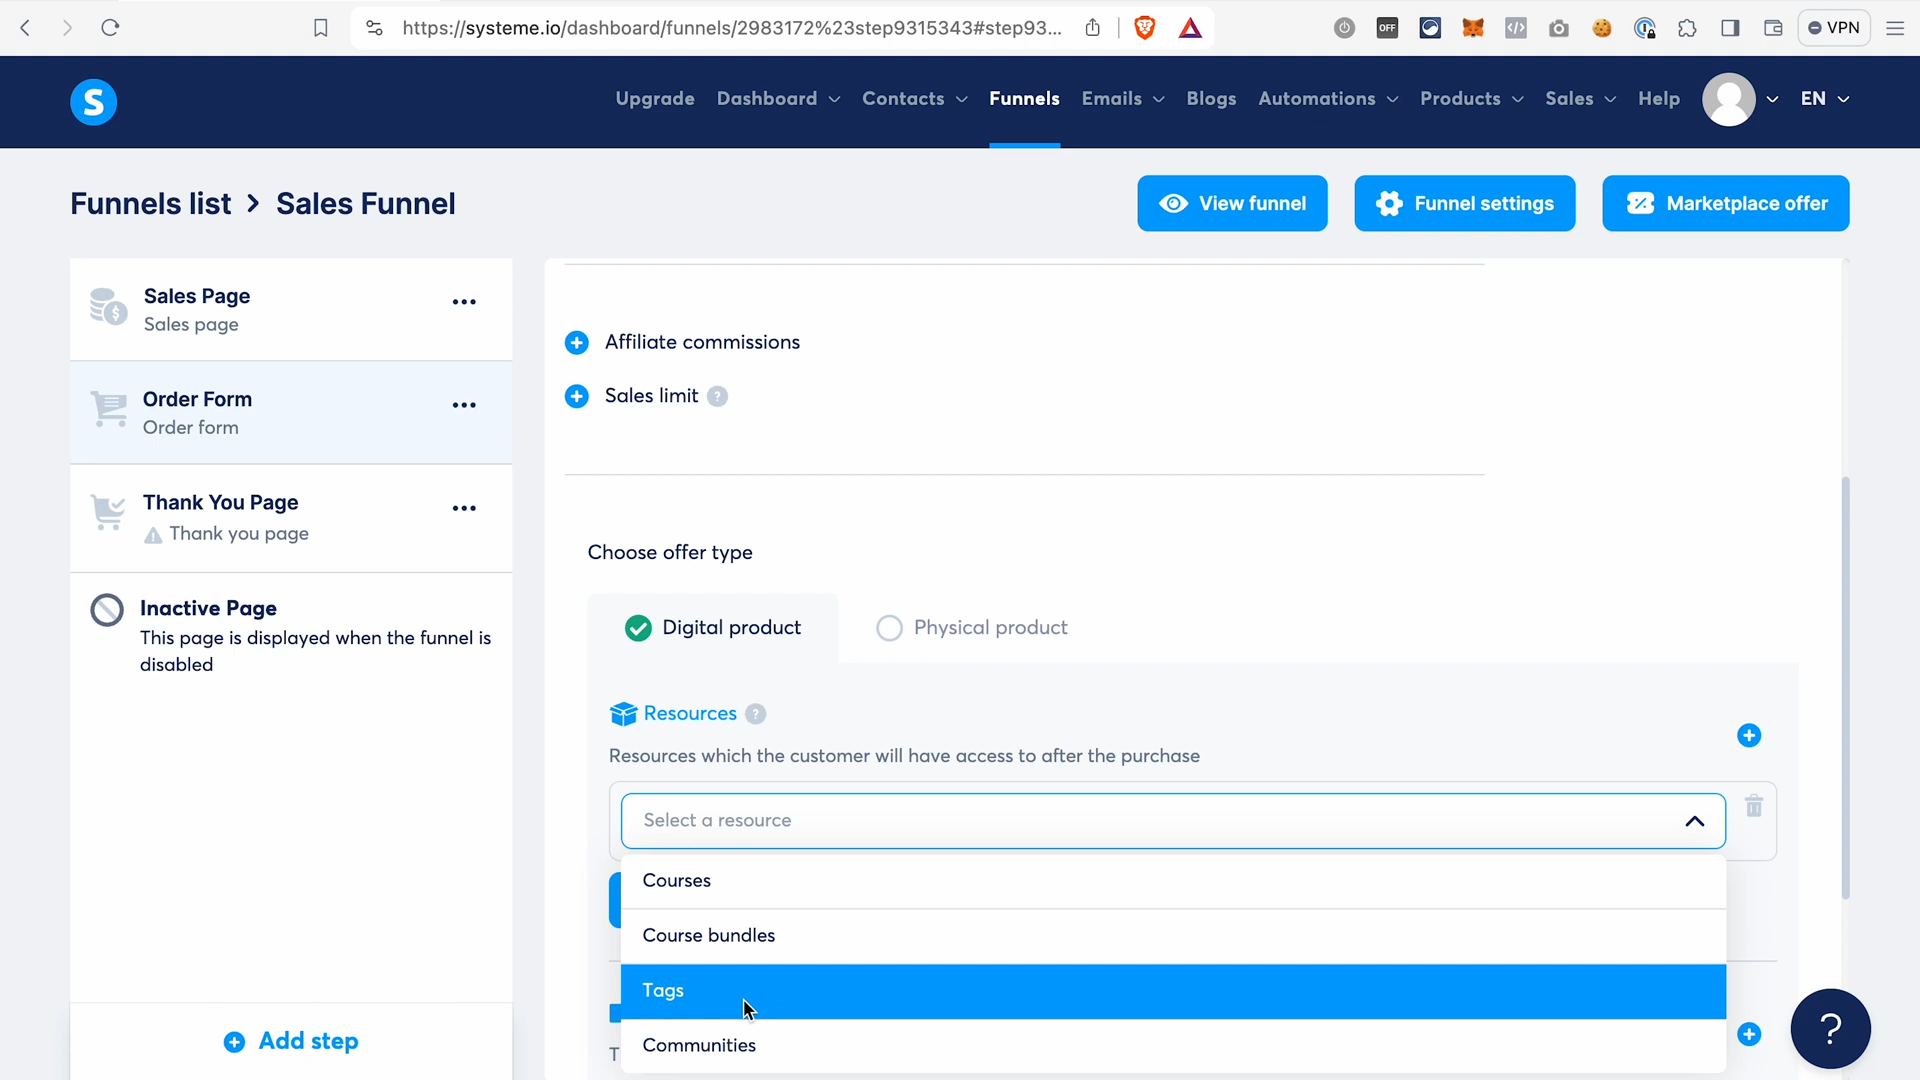 https://systeme.io/dashboard/funnels/2983172%23step9315343#step93...
OFF
VPN
S
Upgrade
Dashboard
Contacts
Funnels
Emails
Blogs
Automations
Products
Sales
Help
EN
Funnels list > Sales Funnel
View funnel
Funnel settings
Marketplace offer
Sales Page
Sales page
Order Form
Order form
Thank You Page
Thank you page
Inactive Page
This page is displayed when the funnel is
disabled
Add step
Affiliate commissions
Sales limit ?
Choose offer type
Digital product
Physical product
Resources ?
Resources which the customer will have access to after the purchase
Select a resource
Courses
Course bundles
Tags
Communities
T
?